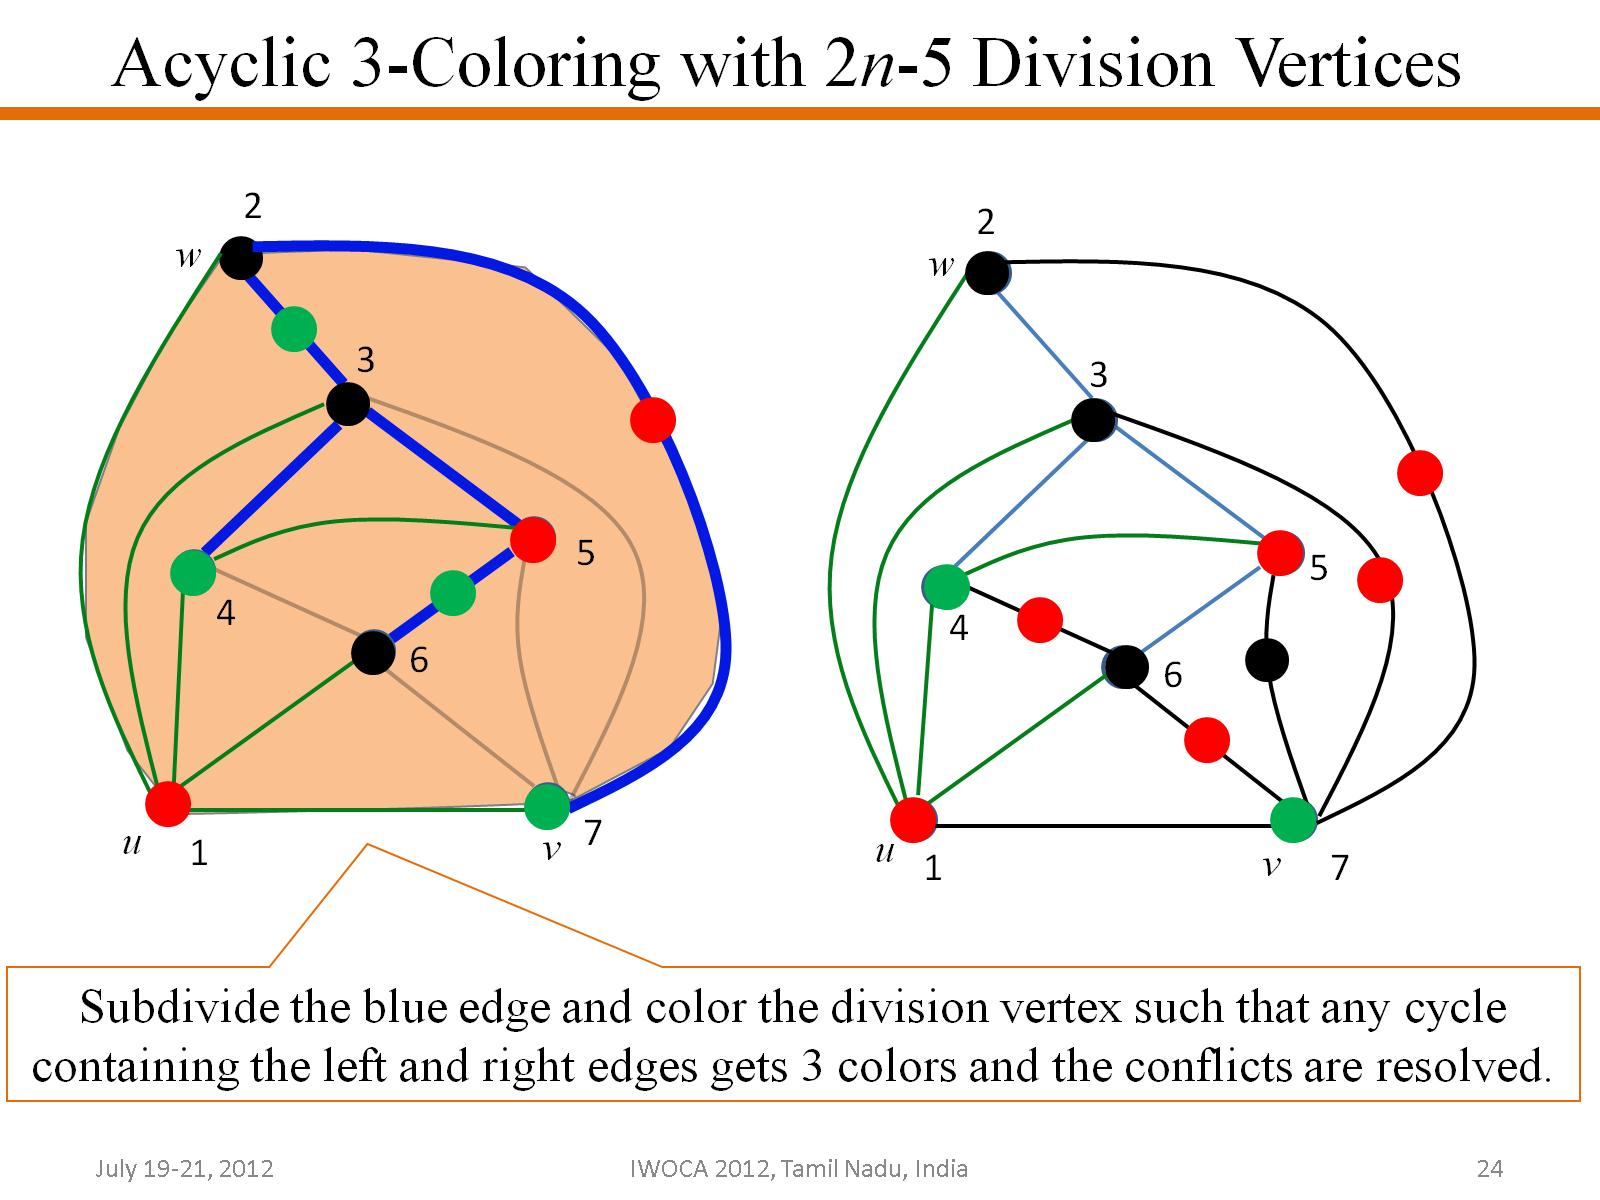 Acyclic 3-Coloring with 2n-5 Division Vertices
2
w
3
5
4
6
u
1
v
7
2
w
3
5
4
6
u
1
v
7
Subdivide the blue edge and color the division vertex such that any cycle
containing the left and right edges gets 3 colors and the conflicts are resolved.
July 19-21, 2012
IWOCA 2012, Tamil Nadu, India
24